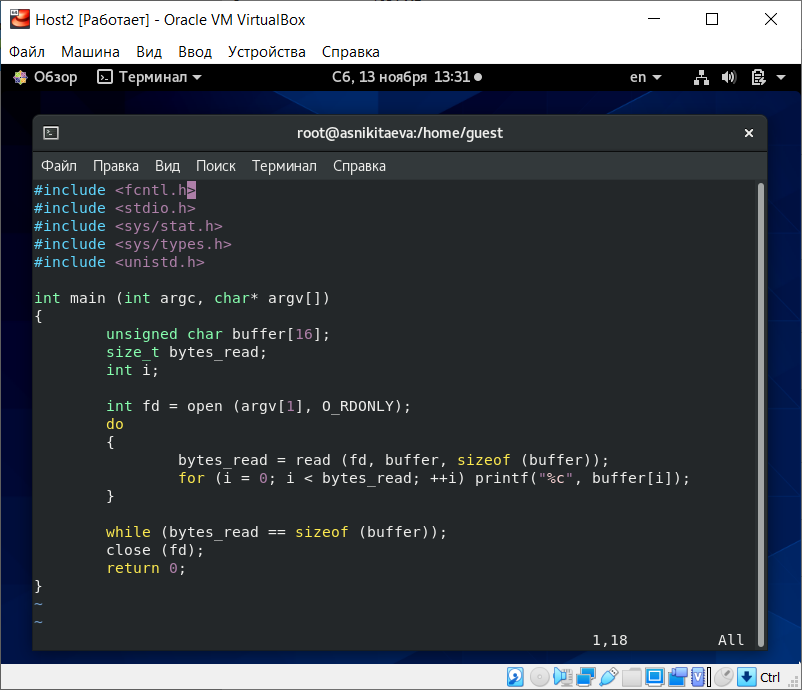 Host2 [Работает] - Oracle VM VirtualBox
Файл Машина Вид Ввод Устройства Справка
Обзор Терминал Сб, 13 ноября 13:31 en
root@asnikitaeva:/home/guest
Файл Правка Вид Поиск Терминал Справка
#include <fcntl.h>
#include <stdio.h>
#include <sys/stat.h>
#include <sys/types.h>
#include <unistd.h>
int main (int argc, char* argv[])
{
unsigned char buffer[16];
size_t bytes_read;
int i;
int fd = open (argv[1], O_RDONLY);
do
{
bytes_read = read (fd, buffer, sizeof (buffer));
for (i = 0; i < bytes_read; ++i) printf("%c", buffer[i]);
}
while (bytes_read == sizeof (buffer));
close (fd);
return 0;
}
~
~
1,18 All
Ctrl